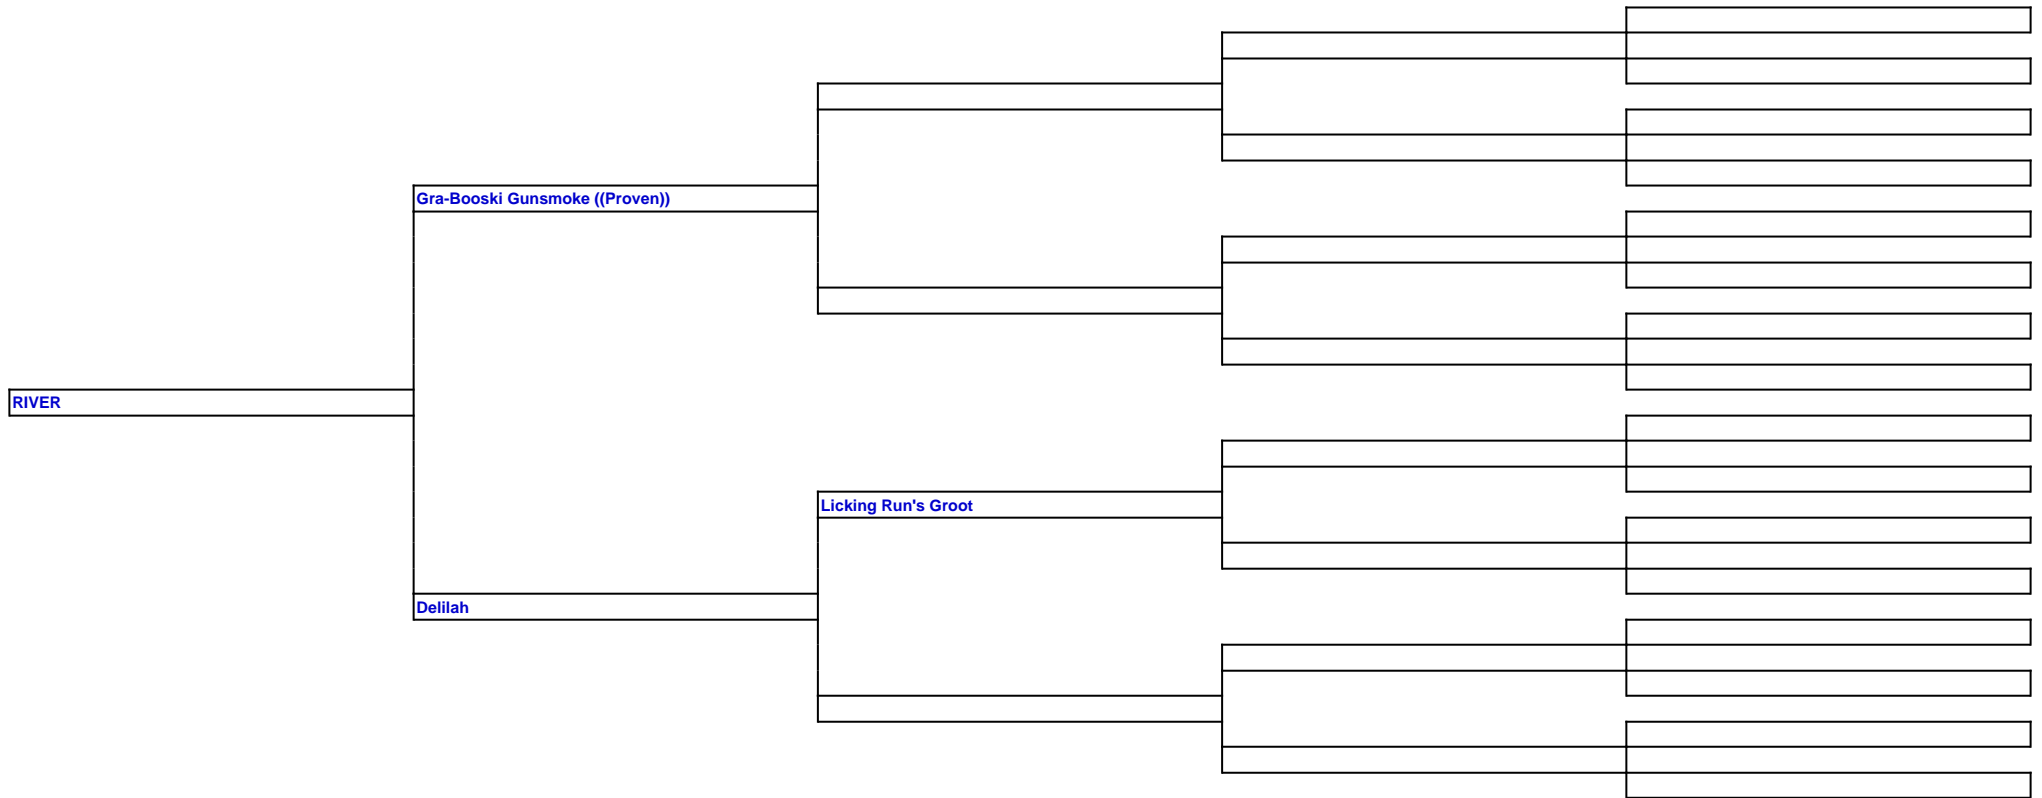 Gra-Booski Gunsmoke ((Proven))
RIVER
Licking Run's Groot
Delilah